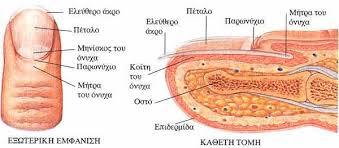 Ελεύθερο άκρο
Πέταλο
Μηνίσκος του
όνυχα
Παρωνύχιο
Μήτρα
του όνυχα
ΕΞΩΤΕΡΙΚΗ ΕΜΦΑΝΙΣΗ
Ελεύθερο
άκρο
Πέταλο
Παρωνύχιο
Μήτρα του
όνυχα
Κοίτη
του
όνυχα
Οστό
Επιδερμίδα
ΚΑΘΕΤΗ ΤΟΜΗ